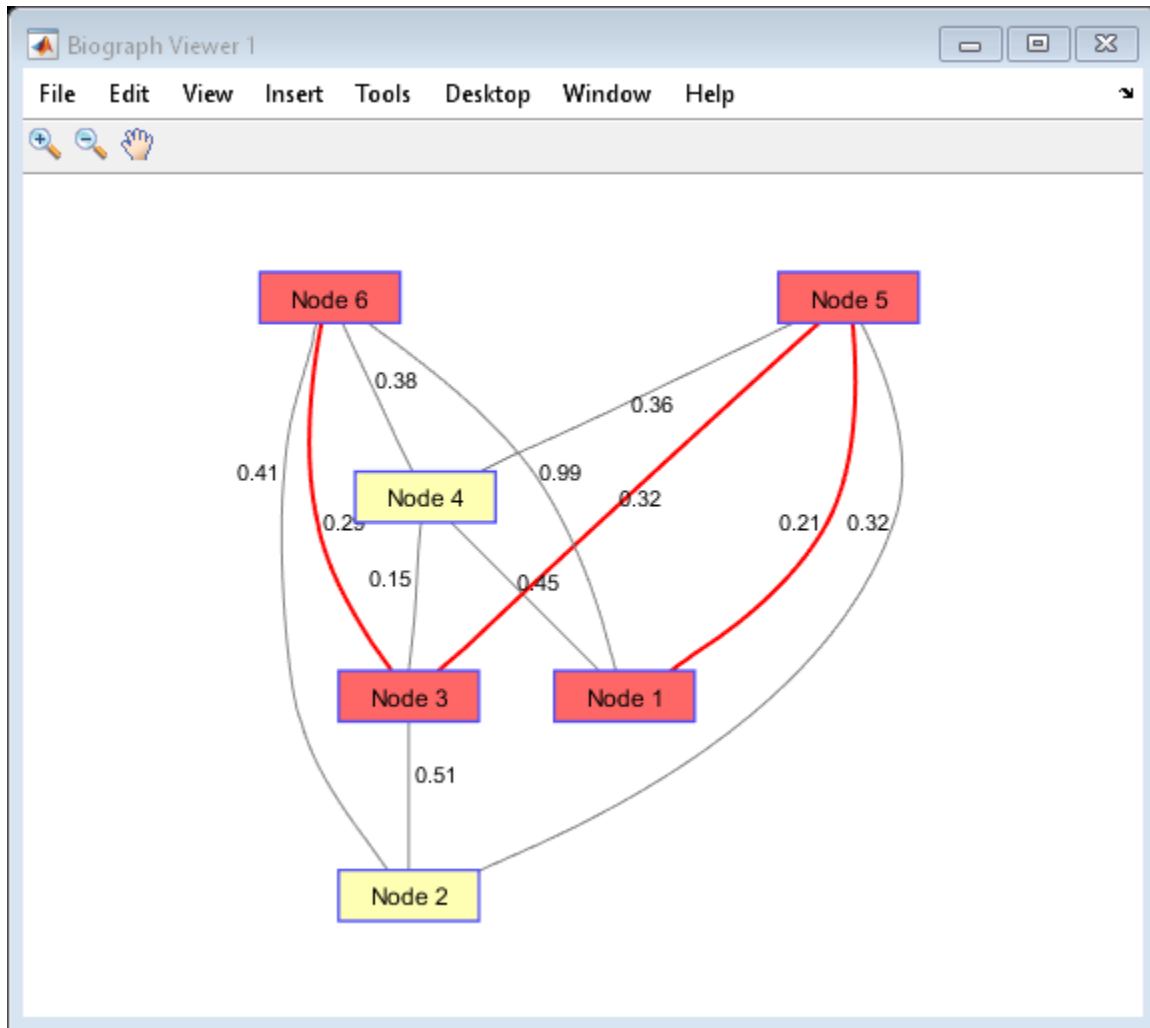 Biograph Viewer 1
File Edit View Insert Tools Desktop Window Help
Node 6 Node 5
0.38
0.36
0.41 0.99
Node 4 0.32
0.29 0.21 0.32
0.15 0.45
Node 3 Node 1
0.51
Node 2